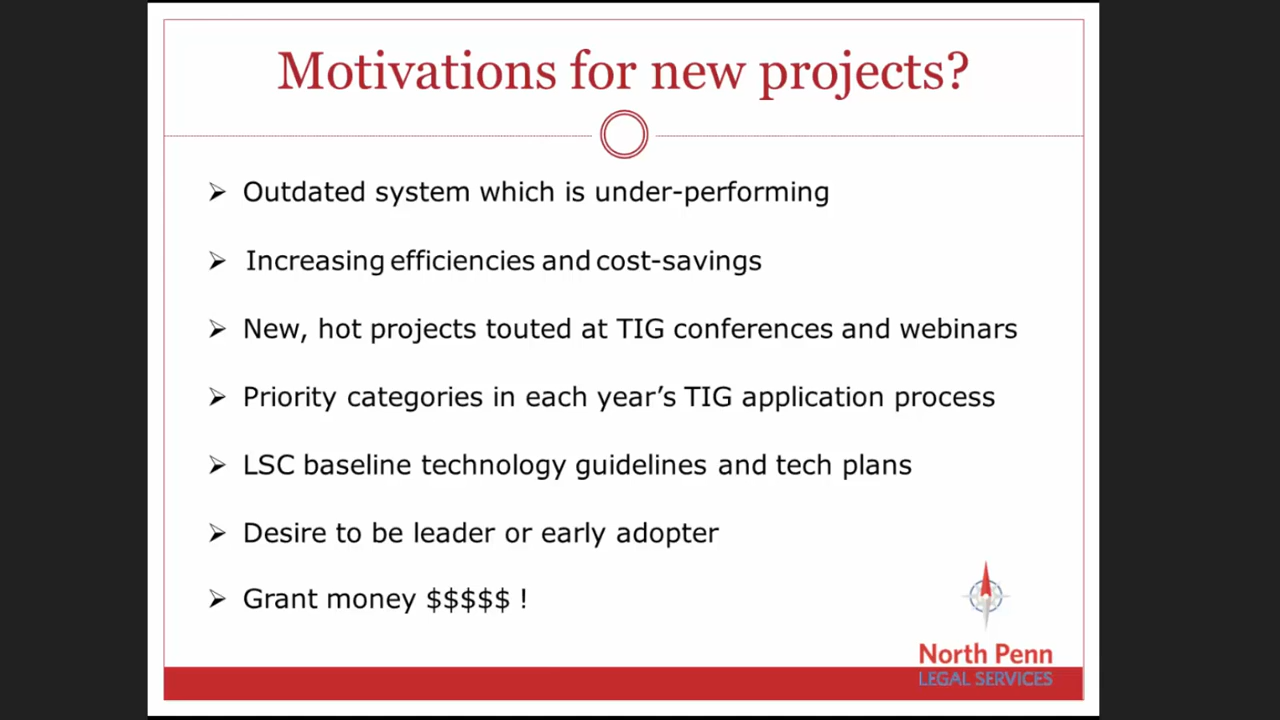 Motivations for new projects?
Outdated system which is under-performing
Increasing efficiencies and cost-savings
New, hot projects touted at TIG conferences and webinars
Priority categories in each year’s TIG application process
LSC baseline technology guidelines and tech plans
Desire to be leader or early adopter
Grant money $$$$$ !
North Penn
LEGAL SERVICES